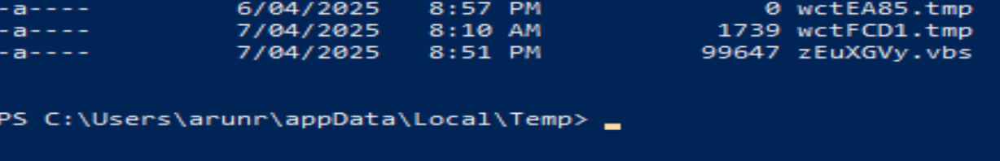 -a---- 6/04/2025 8:57 PM 0 wctEA85.tmp
-a---- 7/04/2025 8:10 AM 1739 wctFCD1.tmp
-a---- 7/04/2025 8:51 PM 99647 zEuXGVy.vbs
PS C:\Users\arunr\appData\Local\Temp>